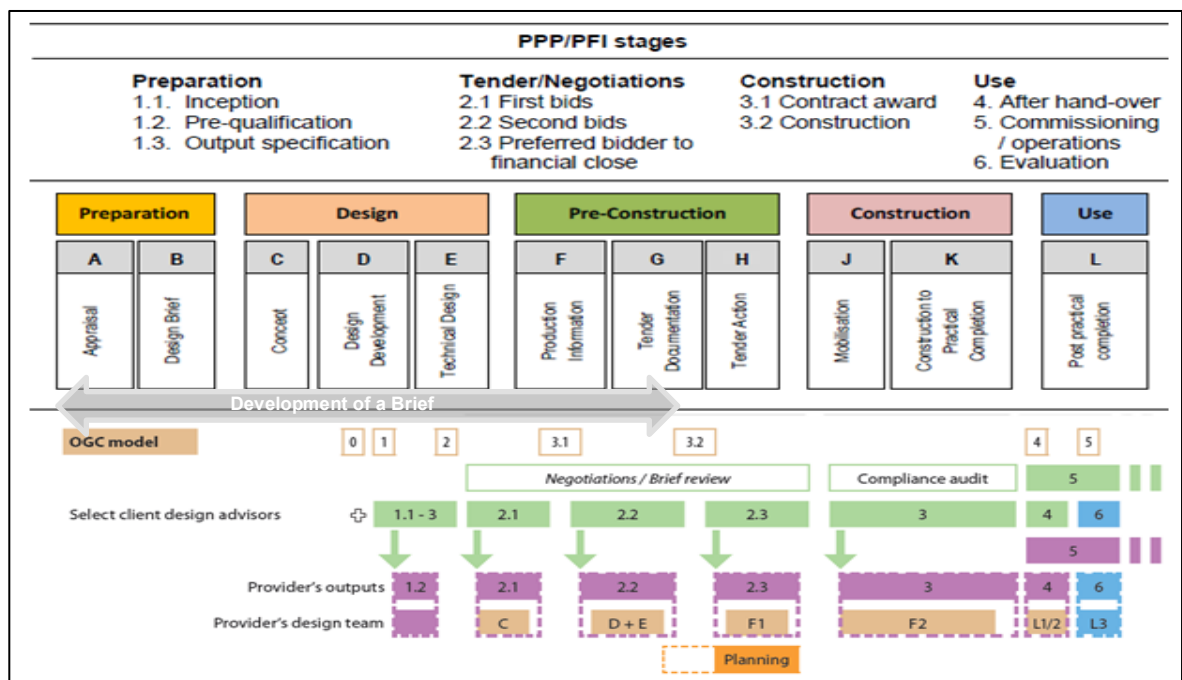 PPP/PFI stages
Preparation
1.1. Inception
1.2. Pre-qualification
1.3. Output specification
Tender/Negotiations
2.1 First bids
2.2 Second bids
2.3 Preferred bidder to
financial close
Construction
3.1 Contract award
3.2 Construction
Use
4. After hand-over
5. Commissioning
/ operations
6. Evaluation
Preparation
Design
Pre-Construction
Construction
Use
A
B
C
D
E
F
G
H
J
K
L
Appraisal
Design Brief
Concept
Design
Development
Technical Design
Production
Information
Tender
Documentation
Tender Action
Mobilisation
Construction to
Practical
Completion
Post practical
completion
Development of a Brief
OGC model
0
1
2
3.1
3.2
4
5
Negotiations / Brief review
Compliance audit
5
Select client design advisors
1.1 - 3
2.1
2.2
2.3
3
4
6
5
Provider's outputs
1.2
2.1
2.2
2.3
3
4
6
Provider's design team
C
D + E
F1
F2
L1/2
L3
Planning